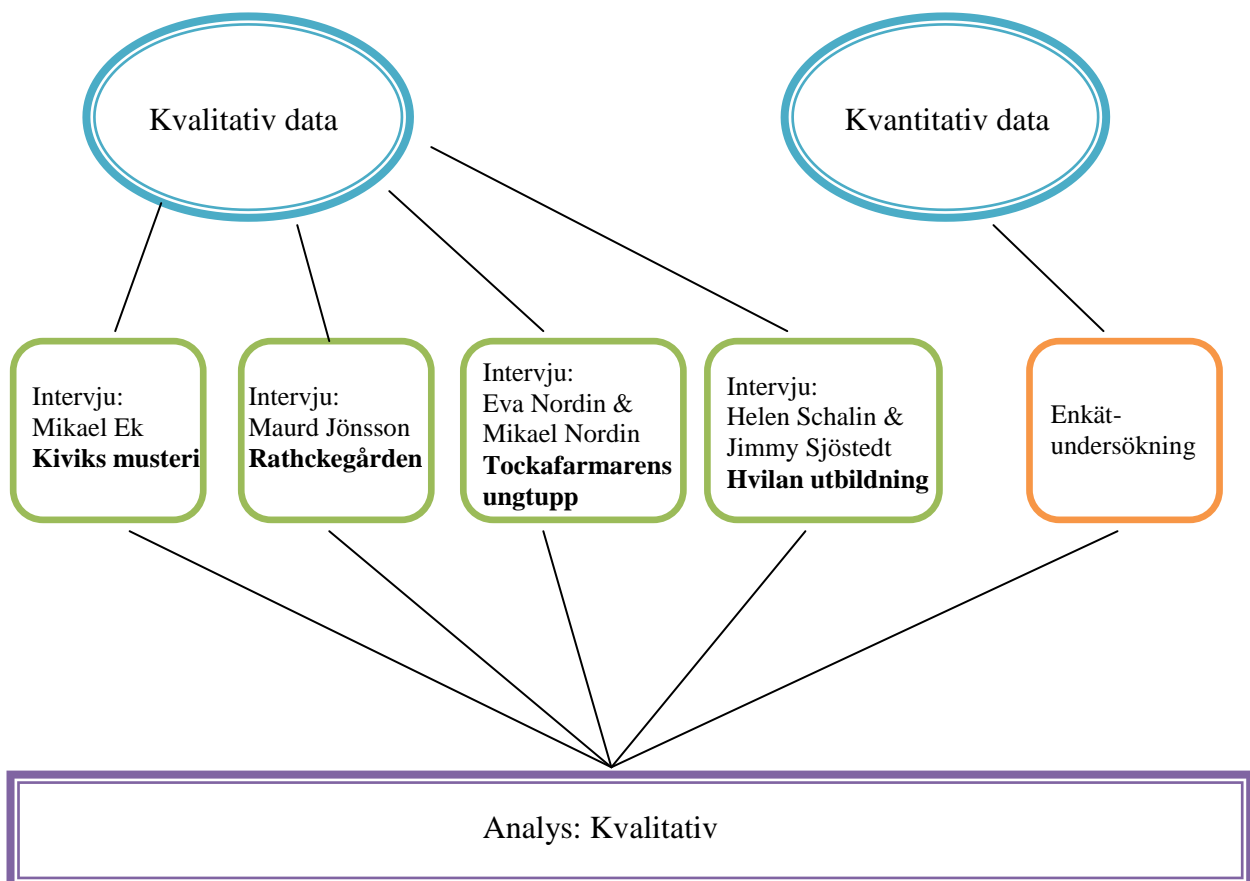 Kvalitativ data
Kvantitativ data
Intervju:
Mikael Ek
Kiviks musteri
Intervju:
Maurd Jönsson
Rathckegården
Intervju:
Eva Nordin &
Mikael Nordin
Tockafarmarens
ungtupp
Intervju:
Helen Schalin &
Jimmy Sjöstedt
Hvilan utbildning
Enkät-
undersökning
Analys: Kvalitativ